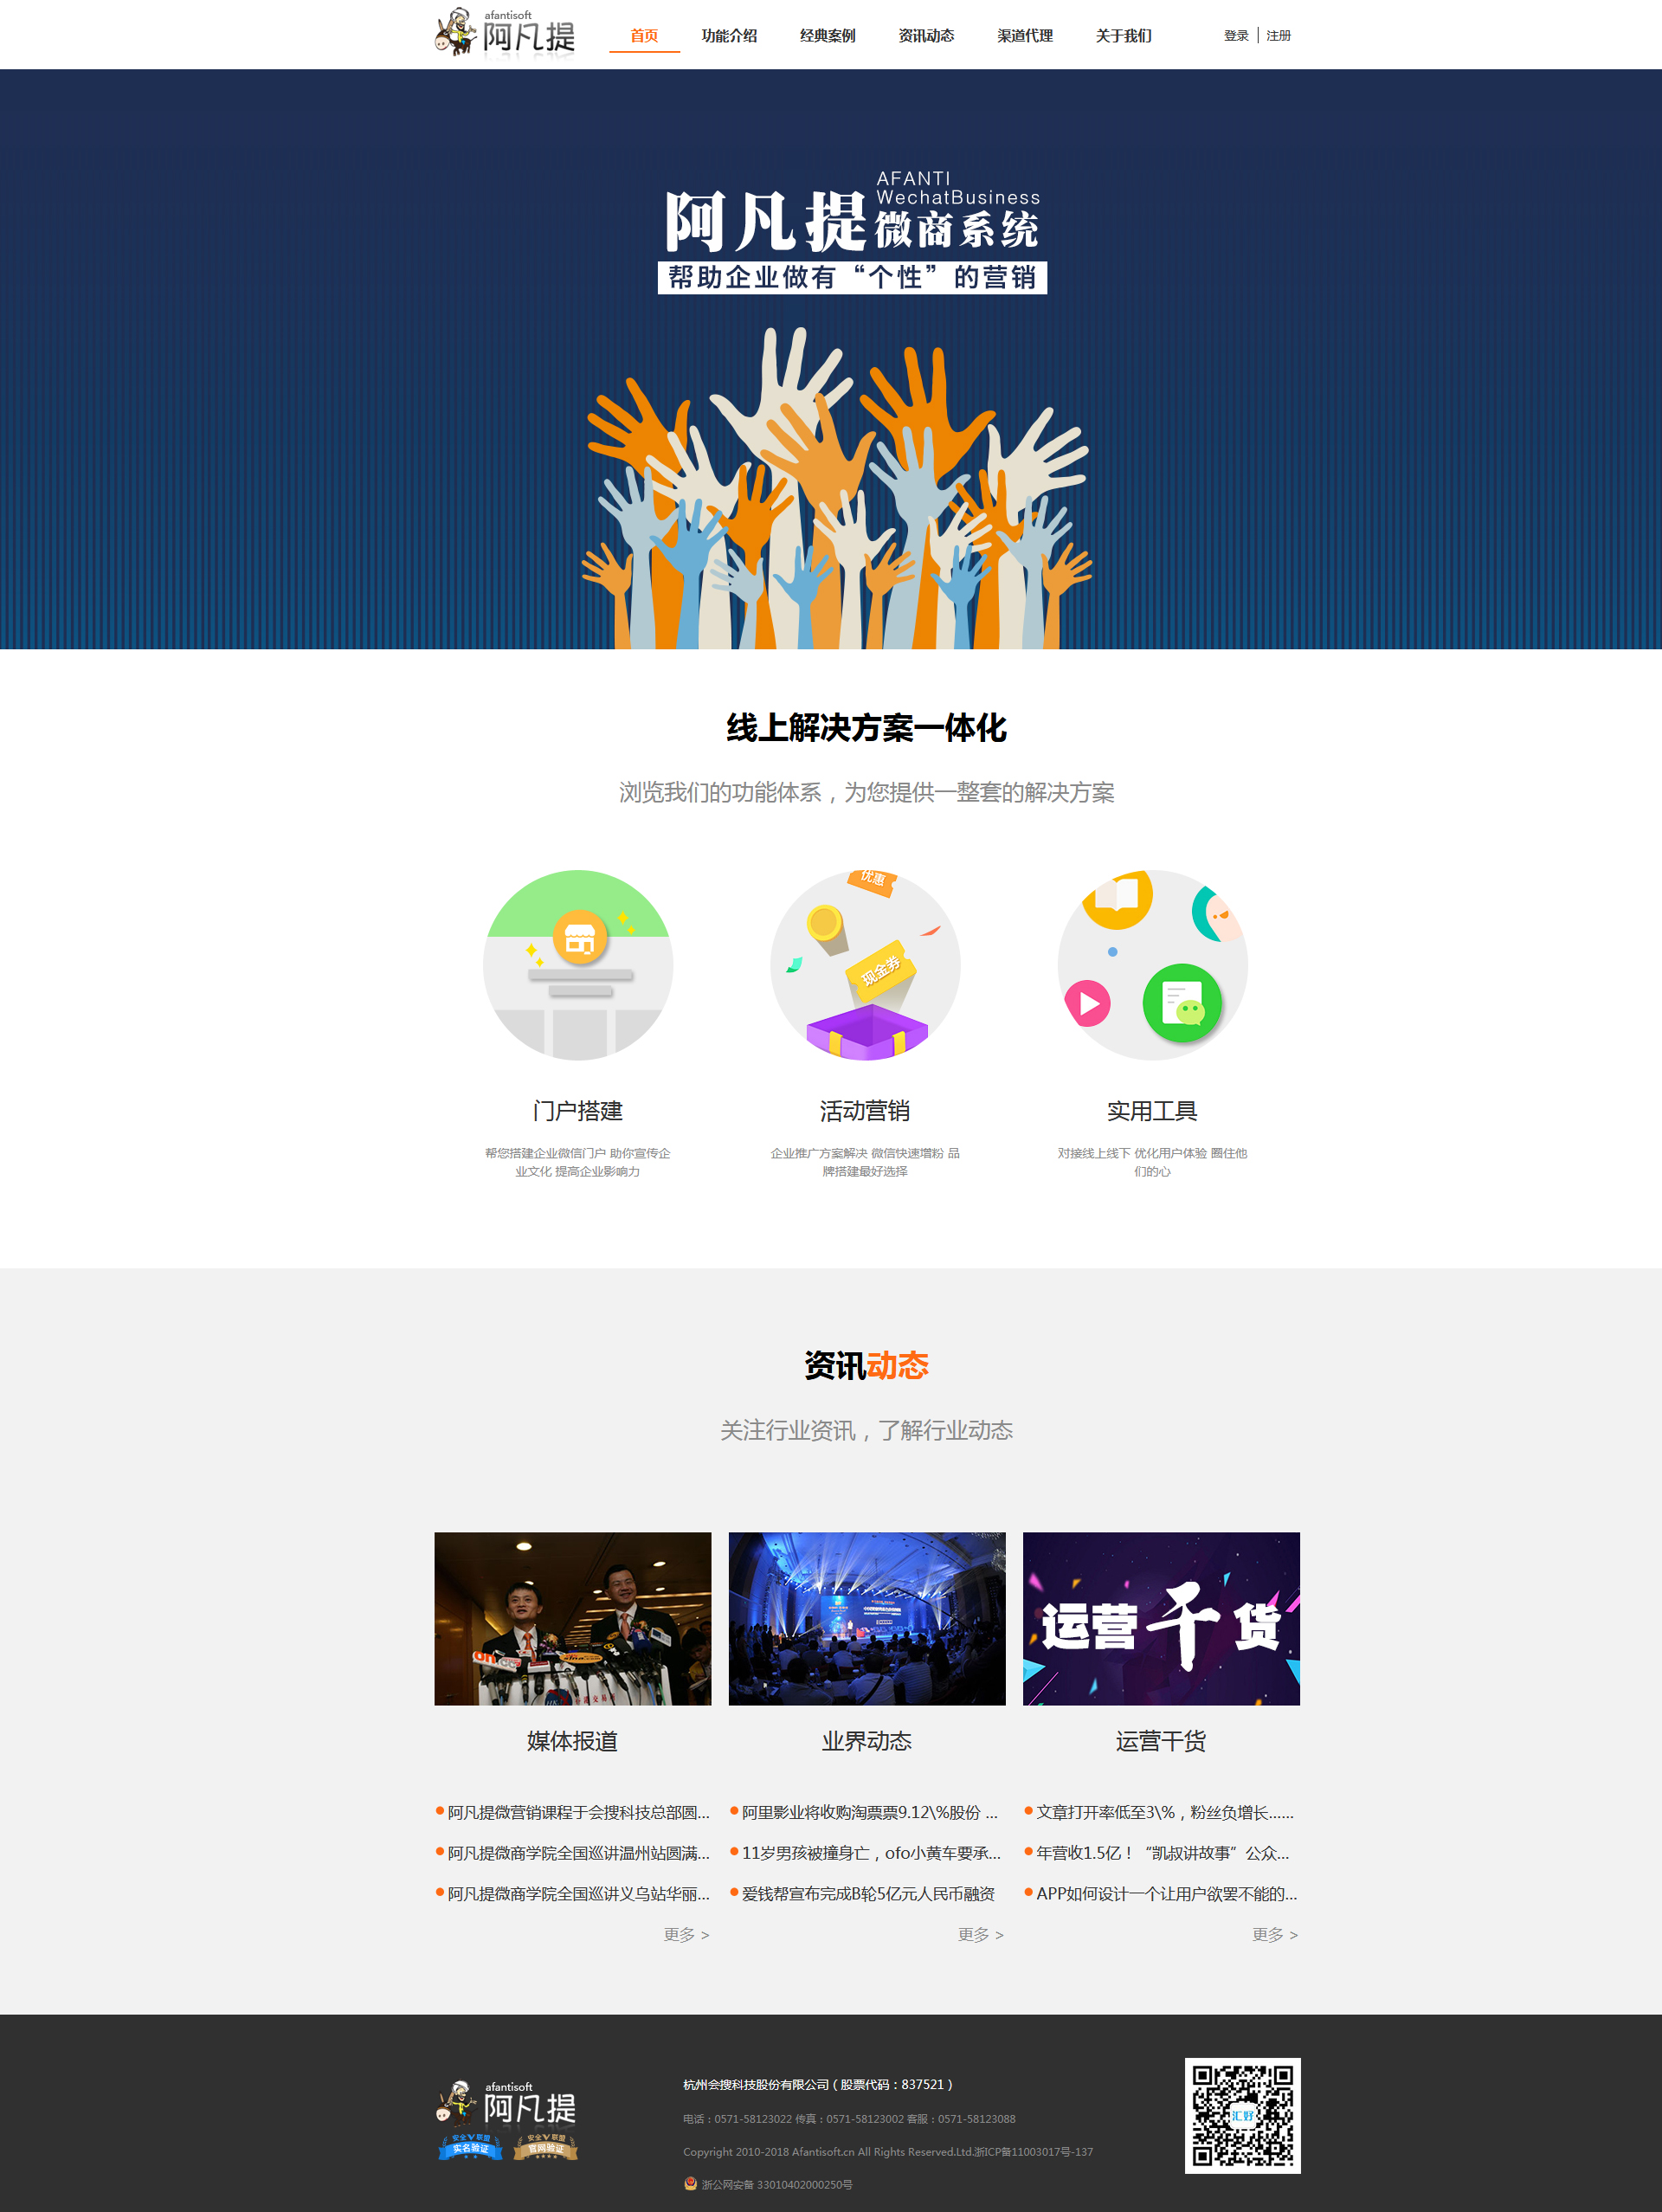 afantisoft
阿凡提
首页 功能介绍 经典案例 资讯动态 渠道代理 关于我们 登录 注册
AFANTI
WechatBusiness
阿凡提微商系统
帮助企业做有“个性”的营销
线上解决方案一体化
浏览我们的功能体系，为您提供一整套的解决方案
优惠
现金券
门户搭建
帮您搭建企业微信门户 助你宣传企
业文化 提高企业影响力
活动营销
企业推广方案解决 微信快速增粉 品
牌搭建最好选择
实用工具
对接线上线下 优化用户体验 圈住他
们的心
资讯动态
关注行业资讯，了解行业动态
运营干货
媒体报道
阿凡提微营销课程于会搜科技总部圆...
阿凡提微商学院全国巡讲温州站圆满...
阿凡提微商学院全国巡讲义乌站华丽...
更多 >
业界动态
阿里影业将收购淘票票9.12\%股份 ...
11岁男孩被撞身亡，ofo小黄车要承...
爱钱帮宣布完成B轮5亿元人民币融资
更多 >
运营干货
文章打开率低至3\%，粉丝负增长......
年营收1.5亿！“凯叔讲故事”公众...
APP如何设计一个让用户欲罢不能的...
更多 >
afantisoft
阿凡提
安全V联盟
实名验证
安全V联盟
官网验证
杭州会搜科技股份有限公司（股票代码：837521）
电话：0571-58123022 传真：0571-58123002 客服：0571-58123088
Copyright 2010-2018 Afantisoft.cn All Rights Reserved.Ltd.浙ICP备11003017号-137
浙公网安备 33010402000250号
汇好